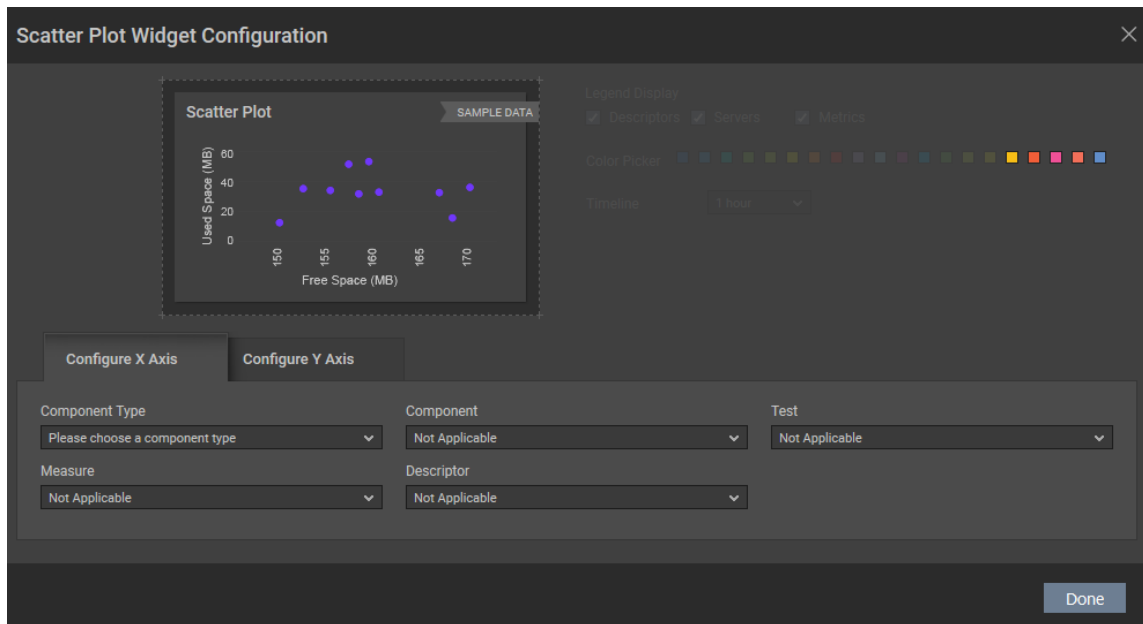 Scatter Plot Widget Configuration
Scatter Plot
SAMPLE DATA
Used Space (MB)
60
40
20
0
150
155
160
165
170
Free Space (MB)
Legend Display
Descriptors Servers Metrics
Color Picker
Timeline 1 hour
Configure X Axis Configure Y Axis
Component Type Component Test
Please choose a component type Not Applicable Not Applicable
Measure Descriptor
Not Applicable Not Applicable
Done